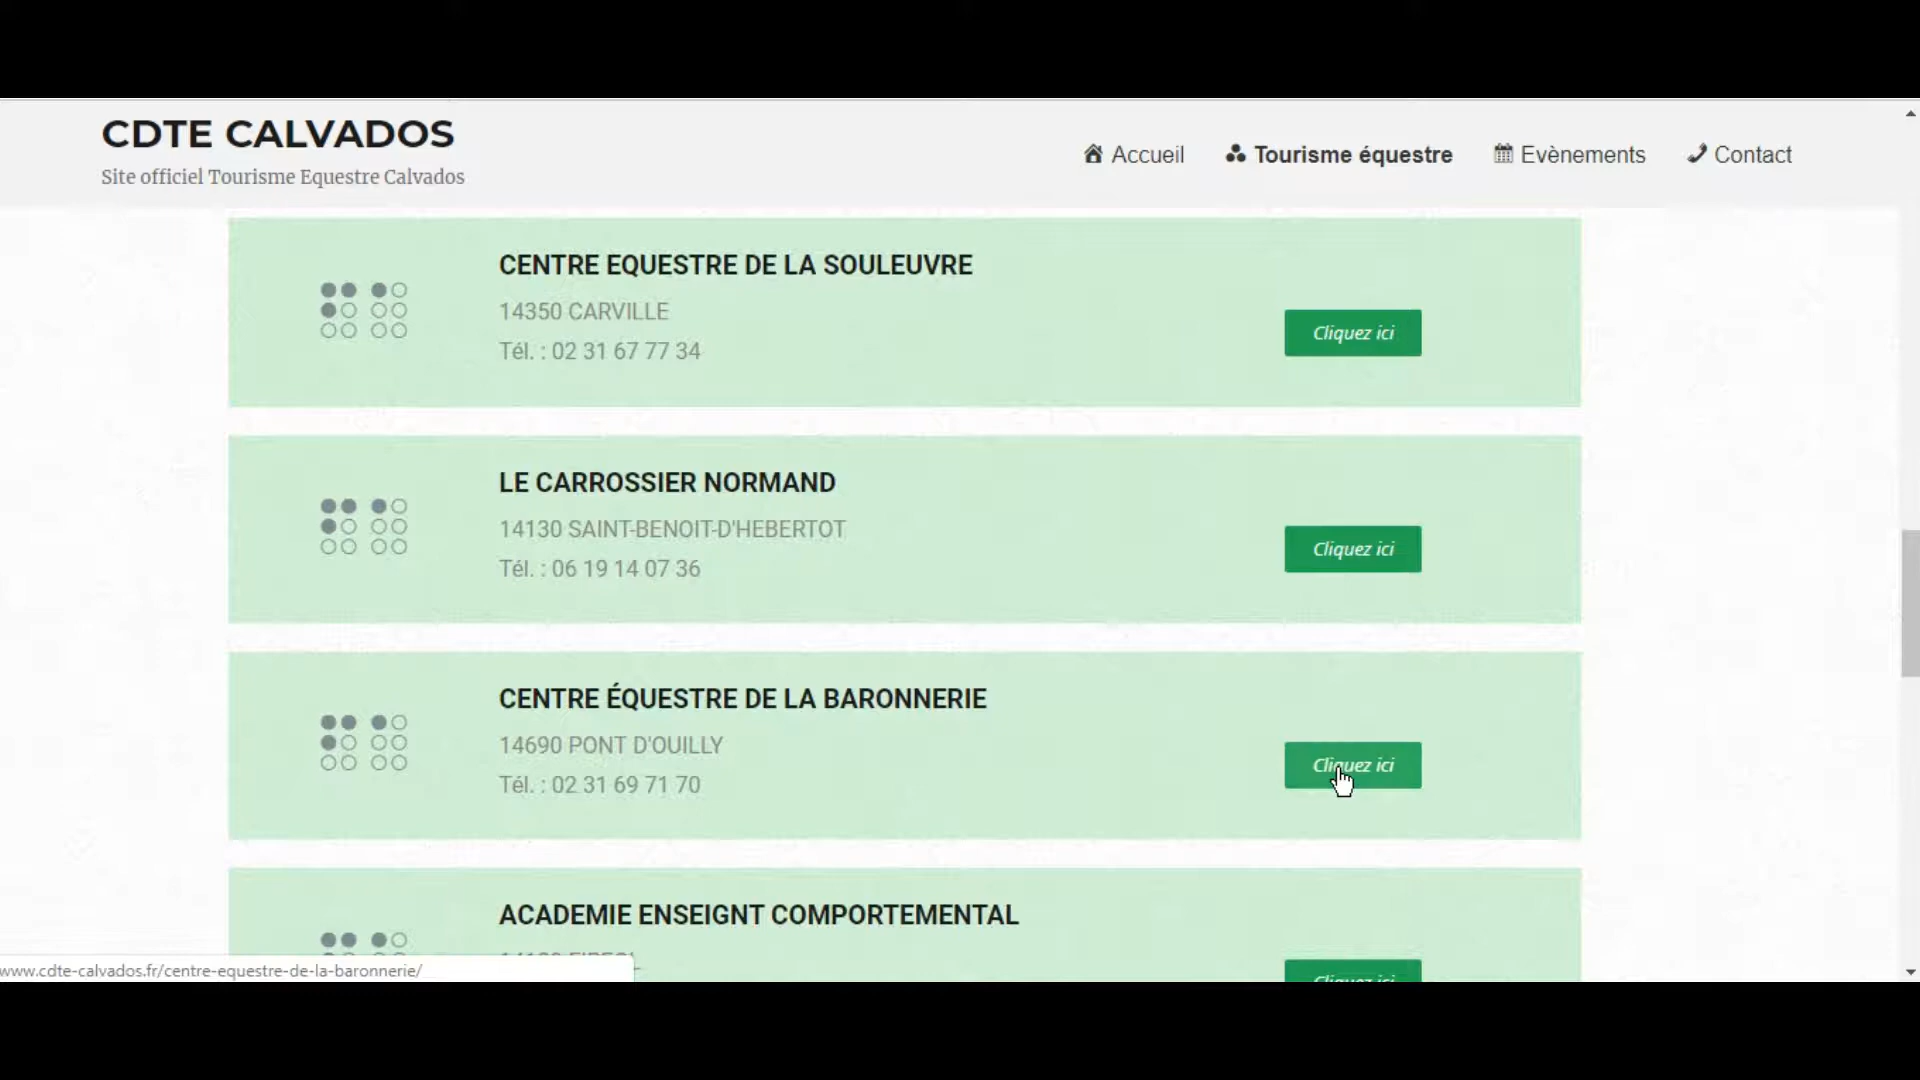 CDTE CALVADOS
Site officiel Tourisme Equestre Calvados
Accueil
Tourisme équestre
Evènements
Contact
CENTRE EQUESTRE DE LA SOULEUVRE
14350 CARVILLE
Tél. : 02 31 67 77 34
Cliquez ici
LE CARROSSIER NORMAND
14130 SAINT-BENOIT-D'HEBERTOT
Tél. : 06 19 14 07 36
Cliquez ici
CENTRE ÉQUESTRE DE LA BARONNERIE
14690 PONT D'OUILLY
Tél. : 02 31 69 71 70
Cliquez ici
ACADEMIE ENSEIGNT COMPORTEMENTAL
Cliquez ici
www.cdte-calvados.fr/centre-equestre-de-la-baronnerie/